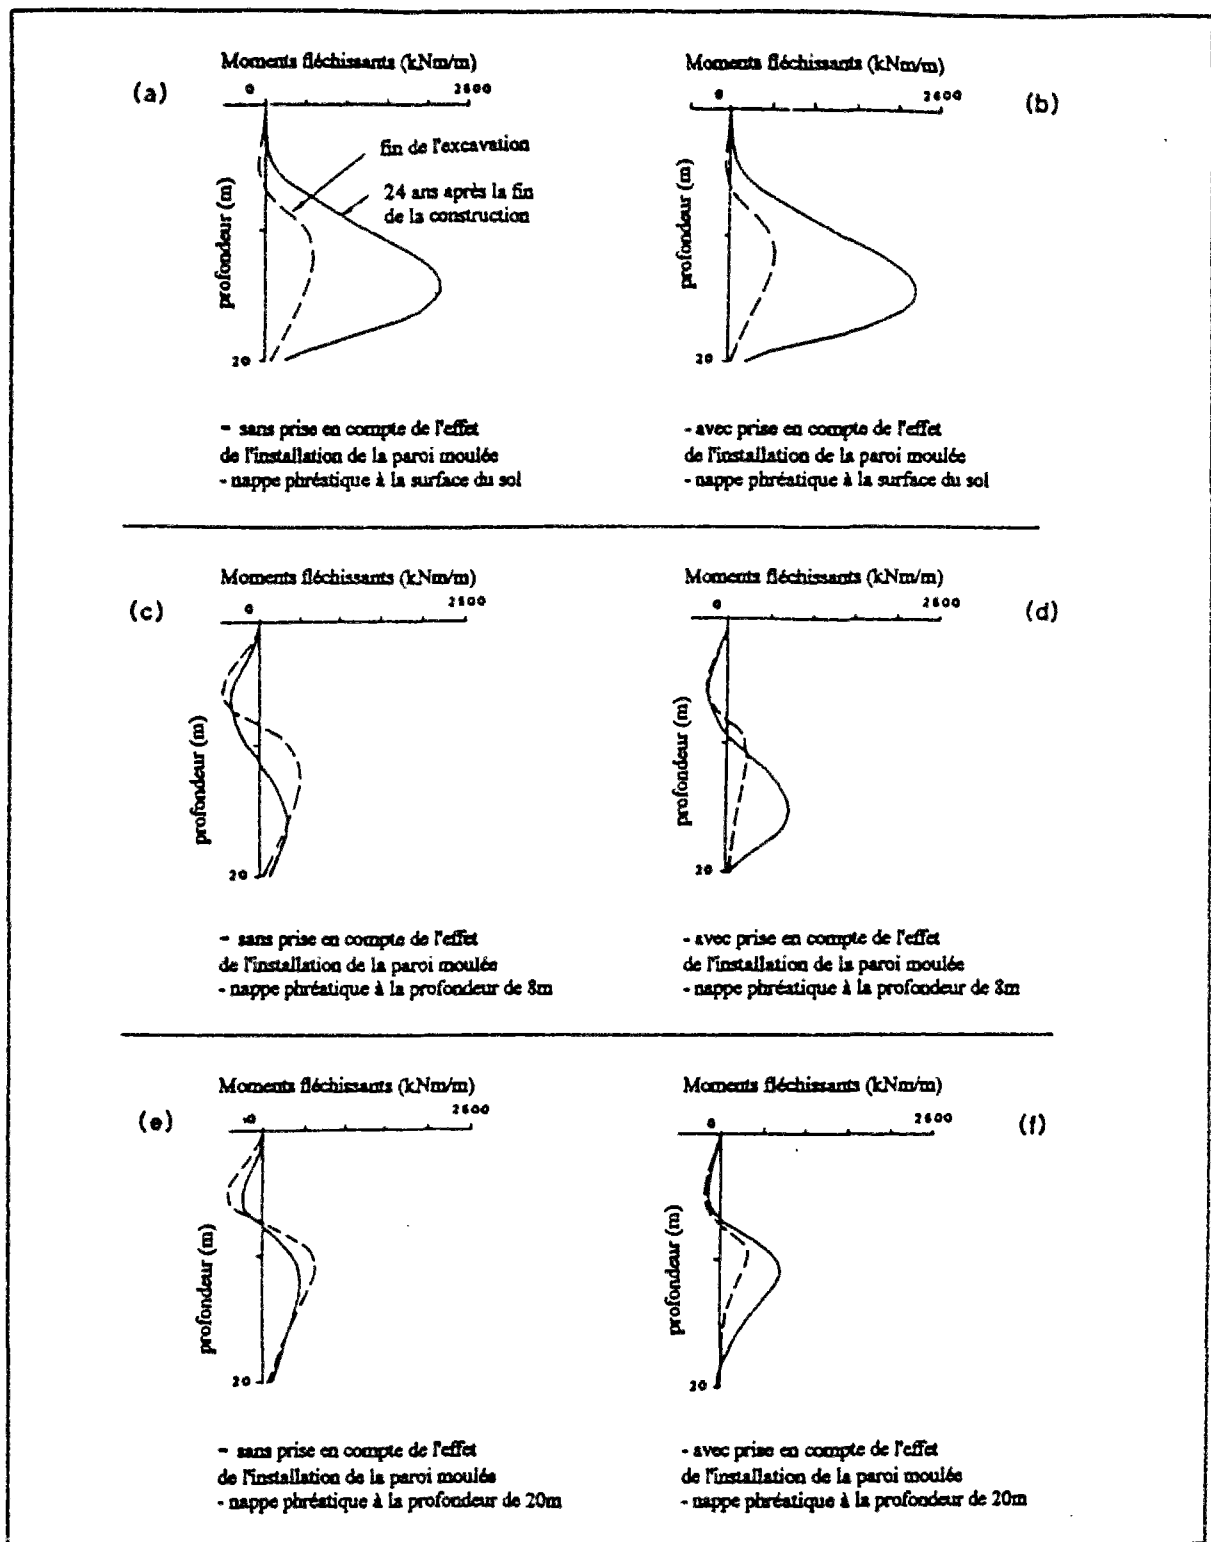 Moments fléchissants (kNm/m)
Moments fléchissants (kNm/m)
(a)
0
2500
0
2500
(b)
fin de l'excavation
24 ans après la fin
de la construction
profondeur (m)
profondeur (m)
20
20
- sans prise en compte de l'effet
de l'installation de la paroi moulée
- nappe phréatique à la surface du sol
- avec prise en compte de l'effet
de l'installation de la paroi moulée
- nappe phréatique à la surface du sol
Moments fléchissants (kNm/m)
Moments fléchissants (kNm/m)
(c)
0
2500
0
2500
(d)
profondeur (m)
profondeur (m)
20
20
- sans prise en compte de l'effet
de l'installation de la paroi moulée
- nappe phréatique à la profondeur de 8m
- avec prise en compte de l'effet
de l'installation de la paroi moulée
- nappe phréatique à la profondeur de 8m
Moments fléchissants (kNm/m)
Moments fléchissants (kNm/m)
(e)
0
2500
0
2500
(f)
profondeur (m)
profondeur (m)
20
20
- sans prise en compte de l'effet
de l'installation de la paroi moulée
- nappe phréatique à la profondeur de 20m
- avec prise en compte de l'effet
de l'installation de la paroi moulée
- nappe phréatique à la profondeur de 20m